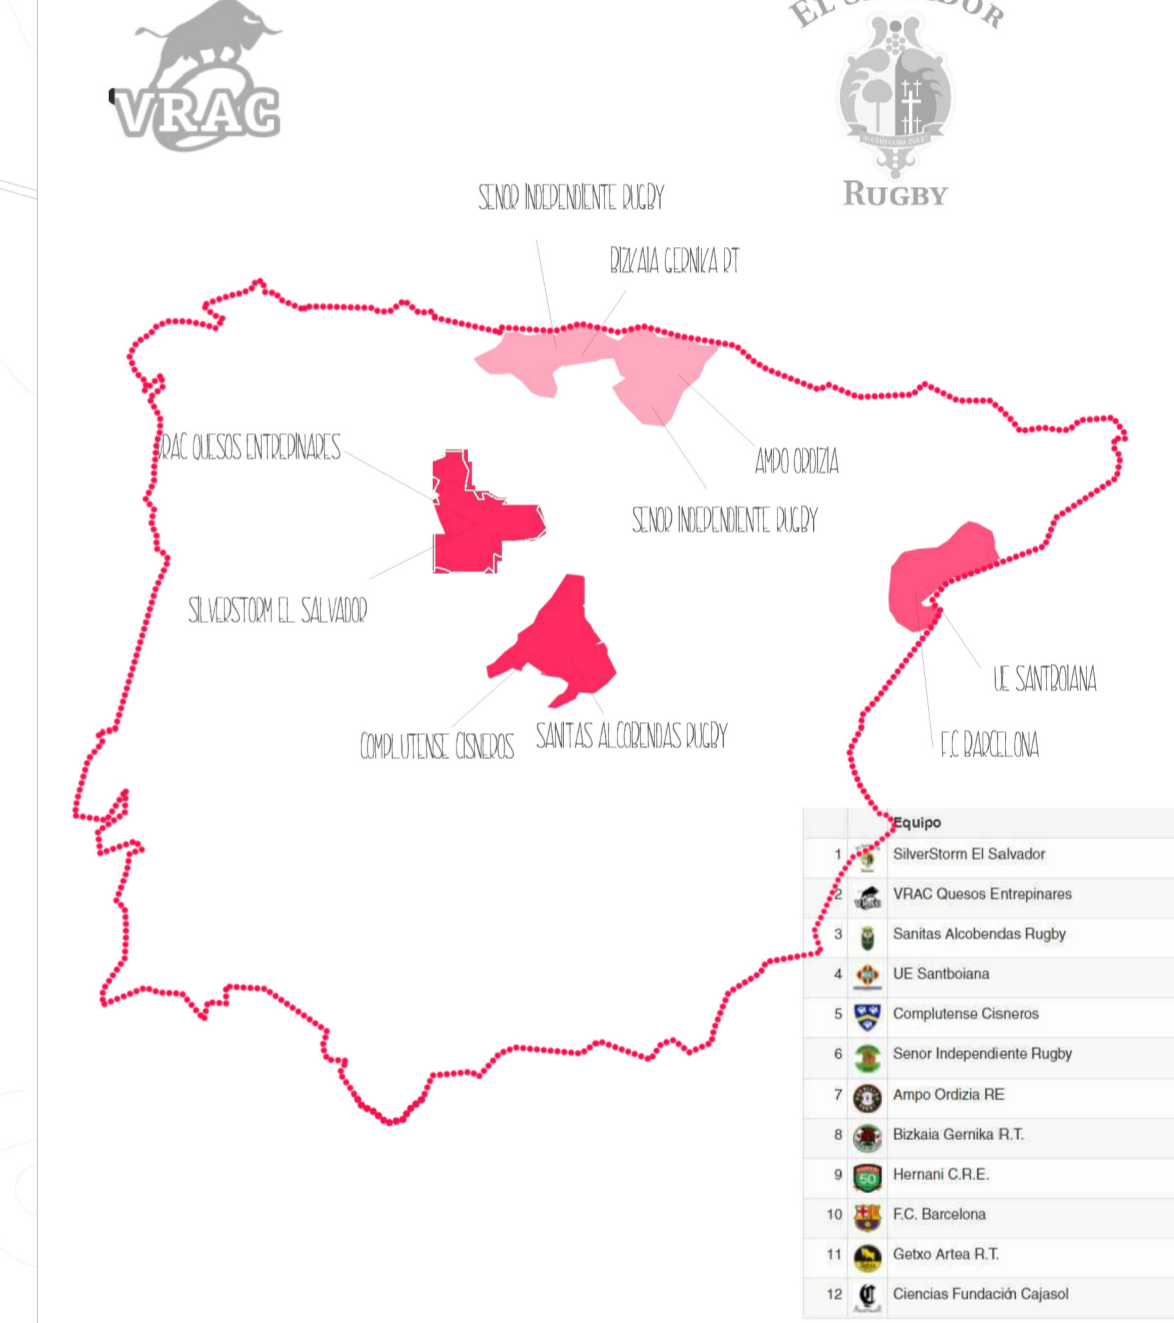 VRAC
EL SALVADOR
RUGBY
SENOR INDEPENDIENTE RUGBY
BIZKAIA GERNIKA RT
VRAC QUESOS ENTREPINARES
AMPO ORDIZIA
SENOR INDEPENDIENTE RUGBY
SILVERSTORM EL SALVADOR
UE SANTBOIANA
COMPLUTENSE CISNEROS
SANITAS ALCOBENDAS RUGBY
F.C BARCELONA
Equipo
1 SilverStorm El Salvador
2 VRAC Quesos Entrepinares
3 Sanitas Alcobendas Rugby
4 UE Santboiana
5 Complutense Cisneros
6 Senor Independiente Rugby
7 Ampo Ordizia RE
8 Bizkaia Gernika R.T.
9 Hernani C.R.E.
10 F.C. Barcelona
11 Getxo Artea R.T.
12 Ciencias Fundación Cajasol